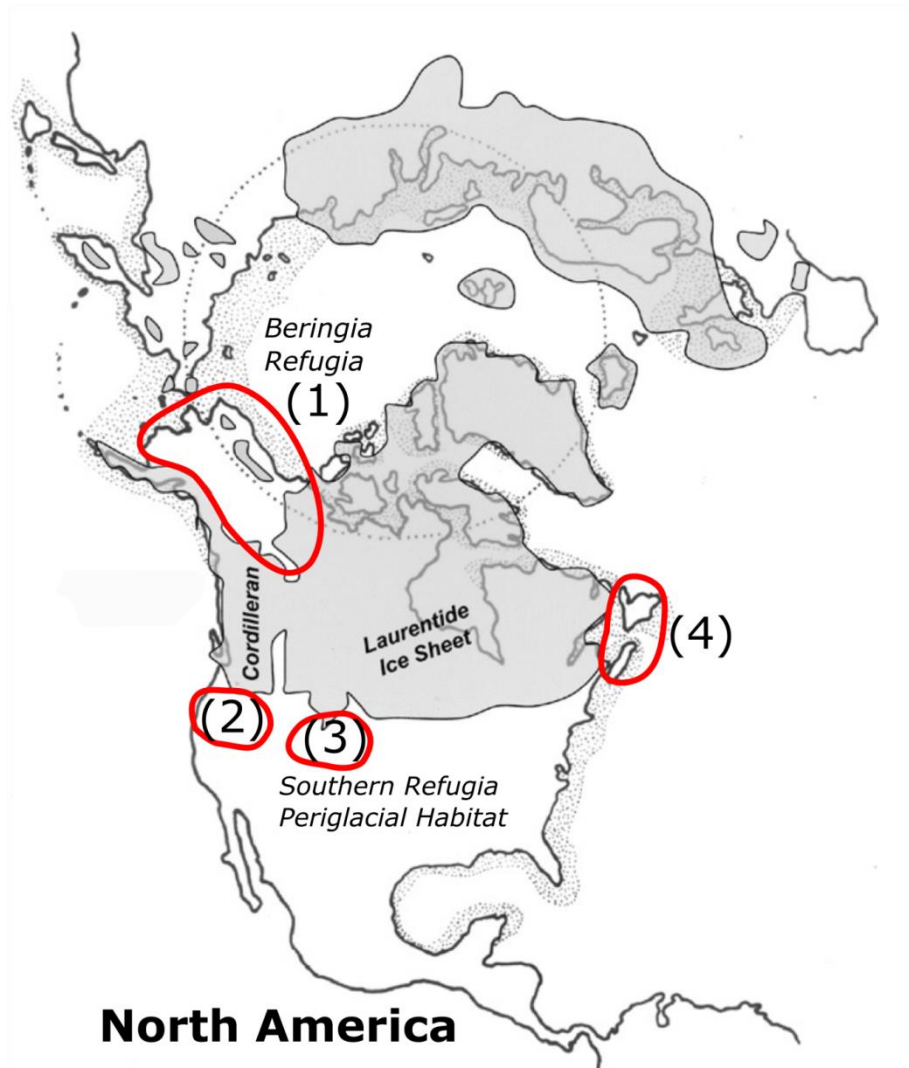 Beringia
Refugia
(1)
Cordilleran
Laurentide
Ice Sheet
(4)
(2)
(3)
Southern Refugia
Periglacial Habitat
North America